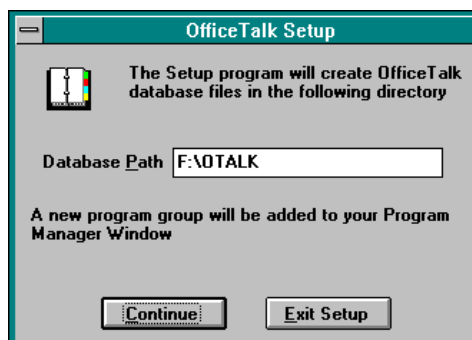 OfficeTalk Setup
The Setup program will create OfficeTalk
database files in the following directory
Database Path F:\OTALK
A new program group will be added to your Program
Manager Window
Continue Exit Setup